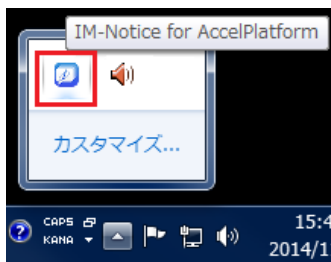 IM-Notice for AccelPlatform
カスタマイズ...
CAPS
KANA
15:4
2014/1